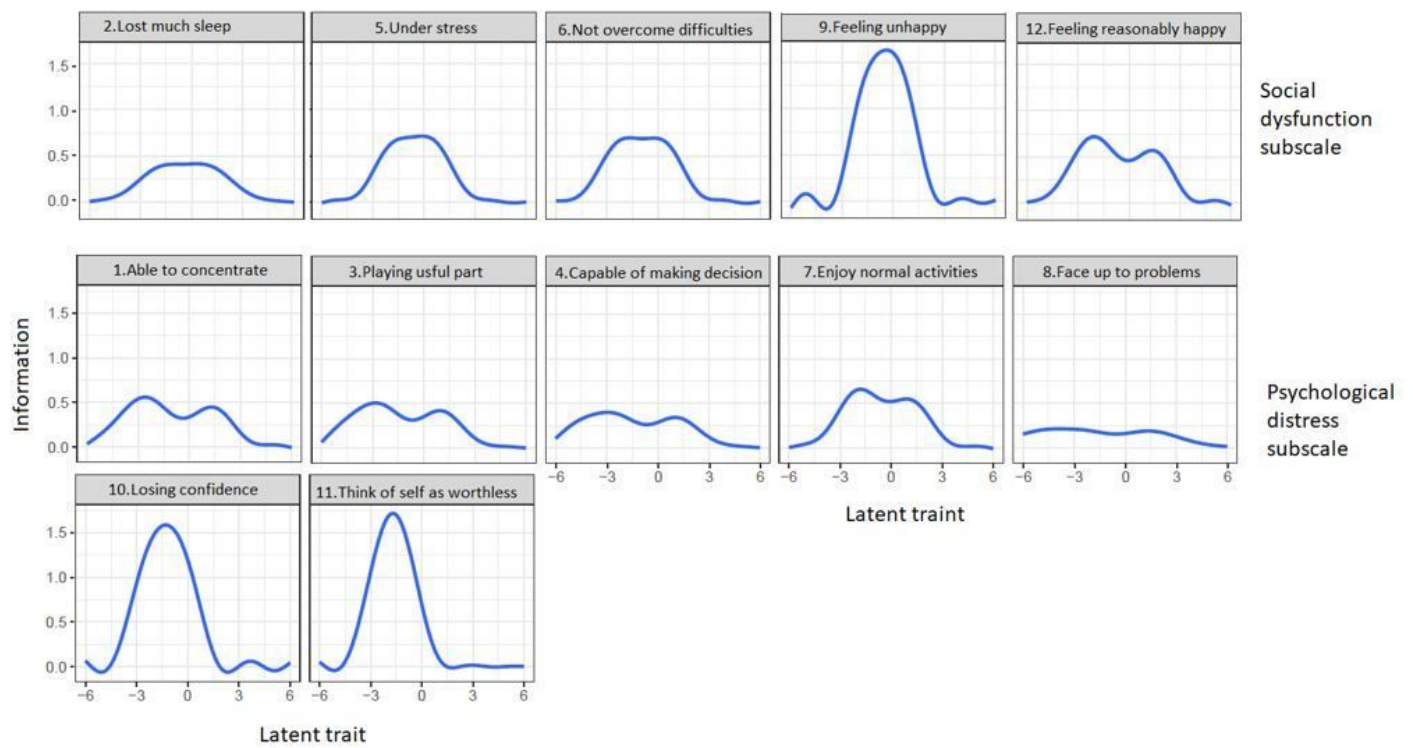 2.Lost much sleep
5.Under stress
6.Not overcome difficulties
9.Feeling unhappy
12.Feeling reasonably happy
1.5
1.0
0.5
0.0
Social
dysfunction
subscale
1.Able to concentrate
3.Playing usful part
4.Capable of making decision
7.Enjoy normal activities
8.Face up to problems
Information
1.5
1.0
0.5
0.0
−6 −3 0 3 6
−6 −3 0 3 6
−6 −3 0 3 6
Psychological
distress
subscale
Latent traint
10.Losing confidence
11.Think of self as worthless
1.5
1.0
0.5
0.0
−6 −3 0 3 6
−6 −3 0 3 6
Latent trait